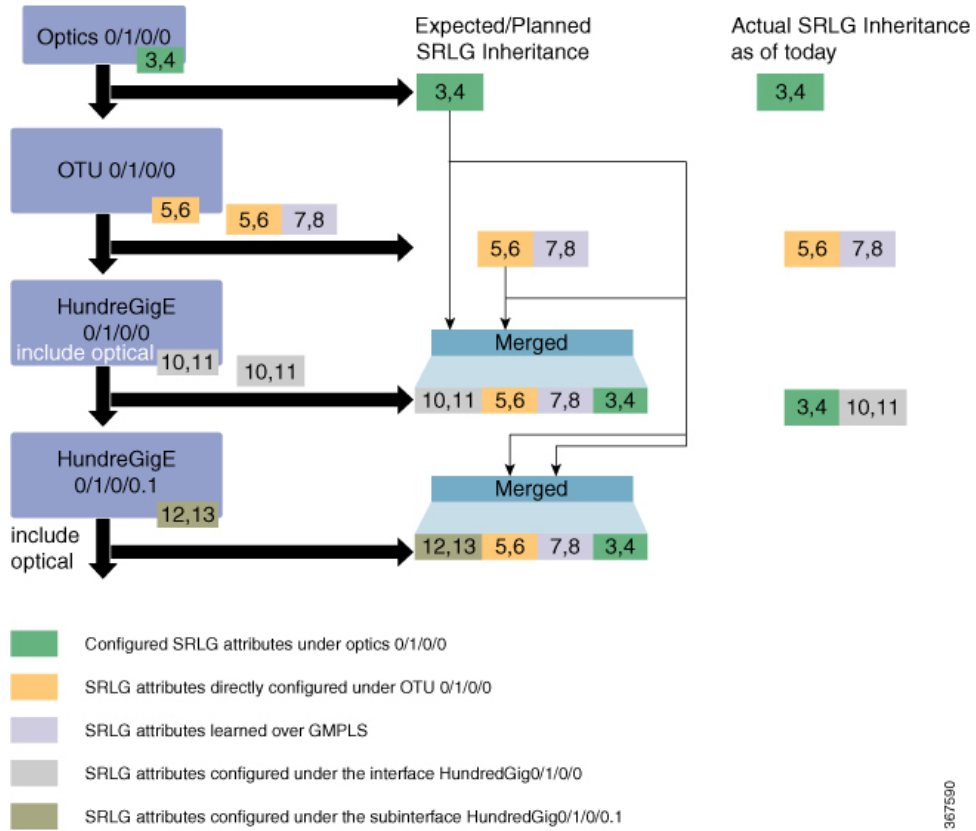 Optics 0/1/0/0
3,4
Expected/Planned
SRLG Inheritance
Actual SRLG Inheritance
as of today
3,4
3,4
OTU 0/1/0/0
5,6
5,6 7,8
5,6 7,8
5,6 7,8
HundreGigE
0/1/0/0
include optical
10,11
10,11
Merged
10,11 5,6 7,8 3,4
3,4 10,11
HundreGigE
0/1/0/0.1
12,13
include
optical
Merged
12,13 5,6 7,8 3,4
Configured SRLG attributes under optics 0/1/0/0
SRLG attributes directly configured under OTU 0/1/0/0
SRLG attributes learned over GMPLS
SRLG attributes configured under the interface HundredGig0/1/0/0
SRLG attributes configured under the subinterface HundredGig0/1/0/0.1
367590